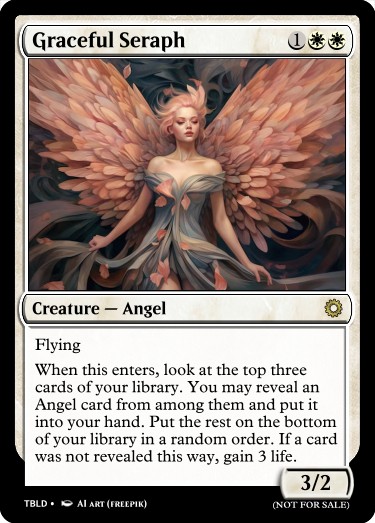 Graceful Seraph 1
Creature — Angel
Flying
When this enters, look at the top three
cards of your library. You may reveal an
Angel card from among them and put it
into your hand. Put the rest on the bottom
of your library in a random order. If a card
was not revealed this way, gain 3 life.
3/2
TBLD • AI ART (FREEPIK) (NOT FOR SALE)